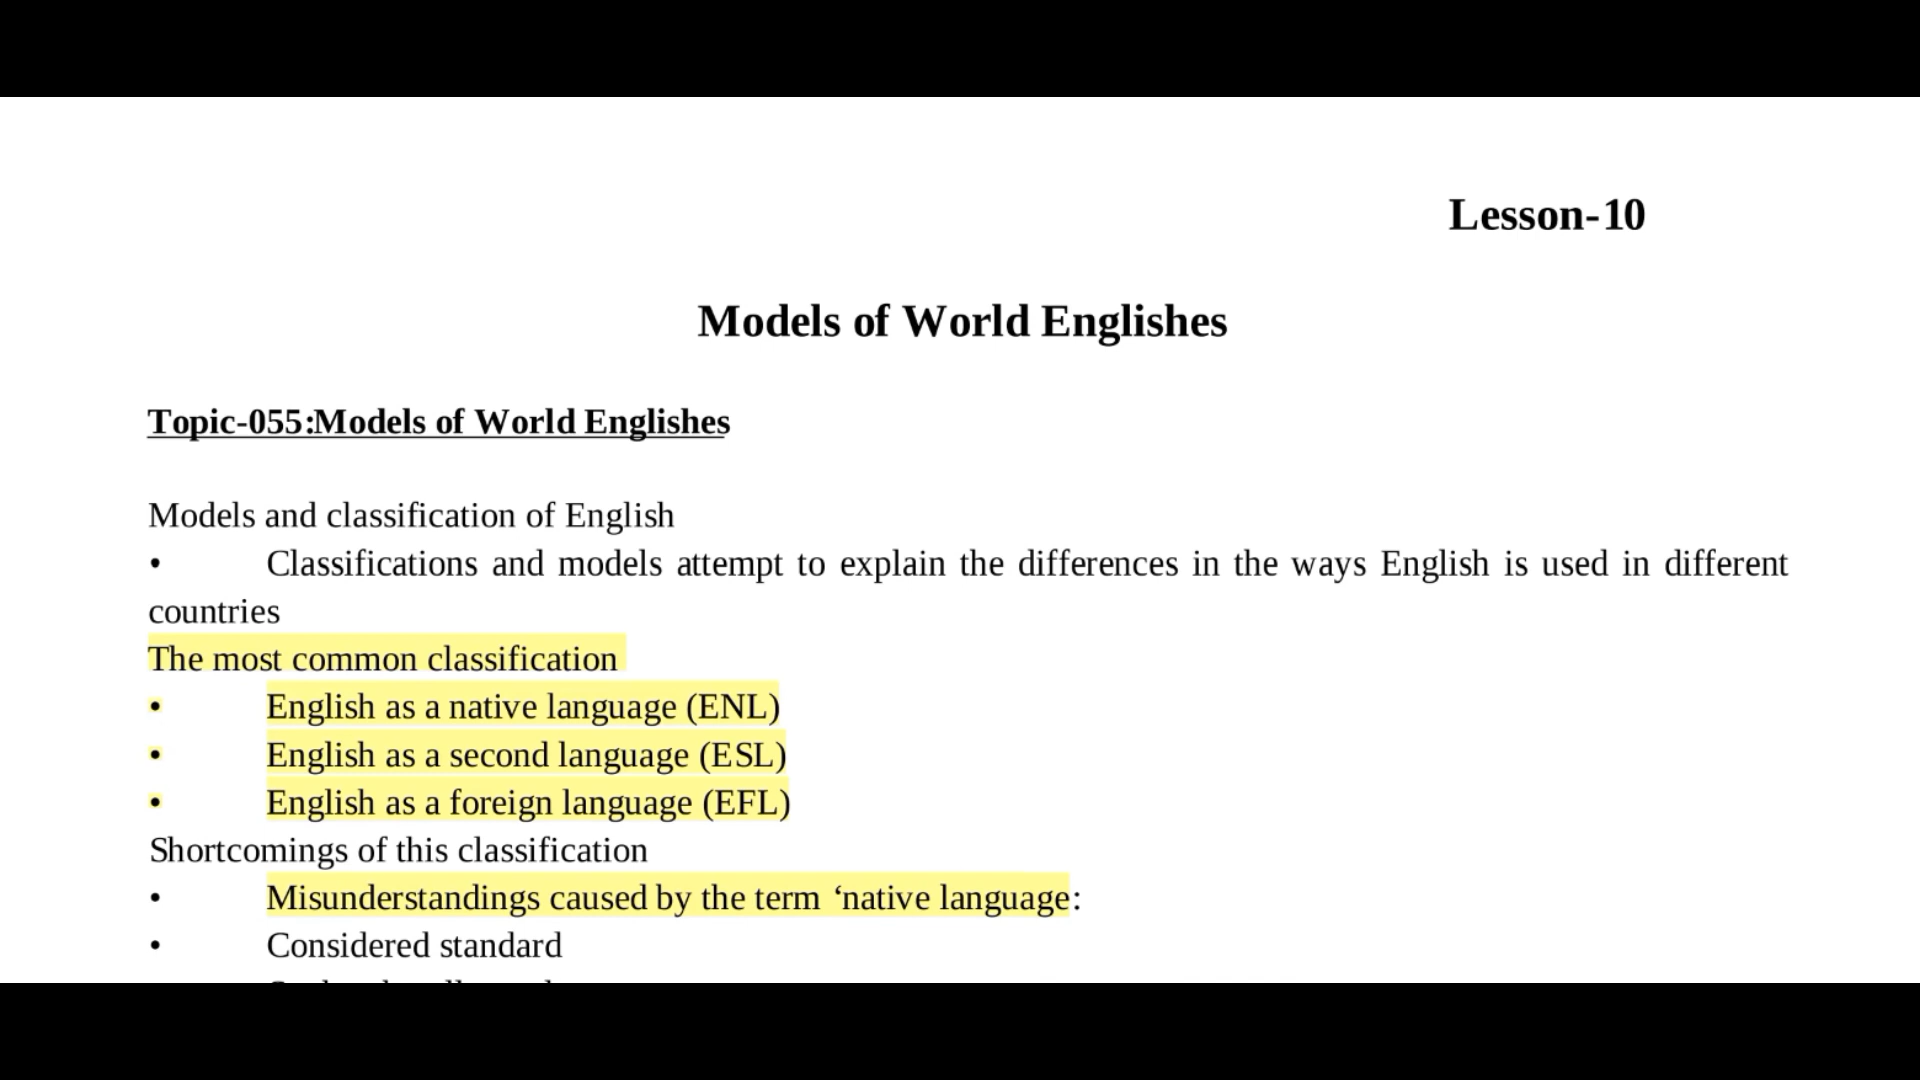 Lesson-10
Models of World Englishes
Topic-055:Models of World Englishes
Models and classification of English
• Classifications and models attempt to explain the differences in the ways English is used in different
countries
The most common classification
• English as a native language (ENL)
• English as a second language (ESL)
• English as a foreign language (EFL)
Shortcomings of this classification
• Misunderstandings caused by the term ‘native language:
• Considered standard